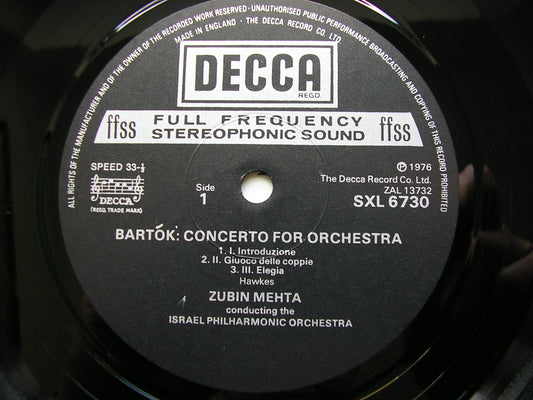 ALL RIGHTS OF THE MANUFACTURER AND OF THE OWNER OF THE RECORDED WORK RESERVED · UNAUTHORISED PUBLIC PERFORMANCE BROADCASTING AND COPYING OF THIS RECORD PROHIBITED
MADE IN ENGLAND · THE DECCA RECORD CO. LTD.
DECCA
REGD.
ffss FULL FREQUENCY STEREOPHONIC SOUND ffss
SPEED 33-⅓
DECCA
(REGD. TRADE MARK)
Side
1
℗ 1976
The Decca Record Co. Ltd.
ZAL 13732
SXL 6730
BARTÓK: CONCERTO FOR ORCHESTRA
1. I. Introduzione
2. II. Giuoco delle coppie
3. III. Elegia
Hawkes
ZUBIN MEHTA
conducting the
ISRAEL PHILHARMONIC ORCHESTRA